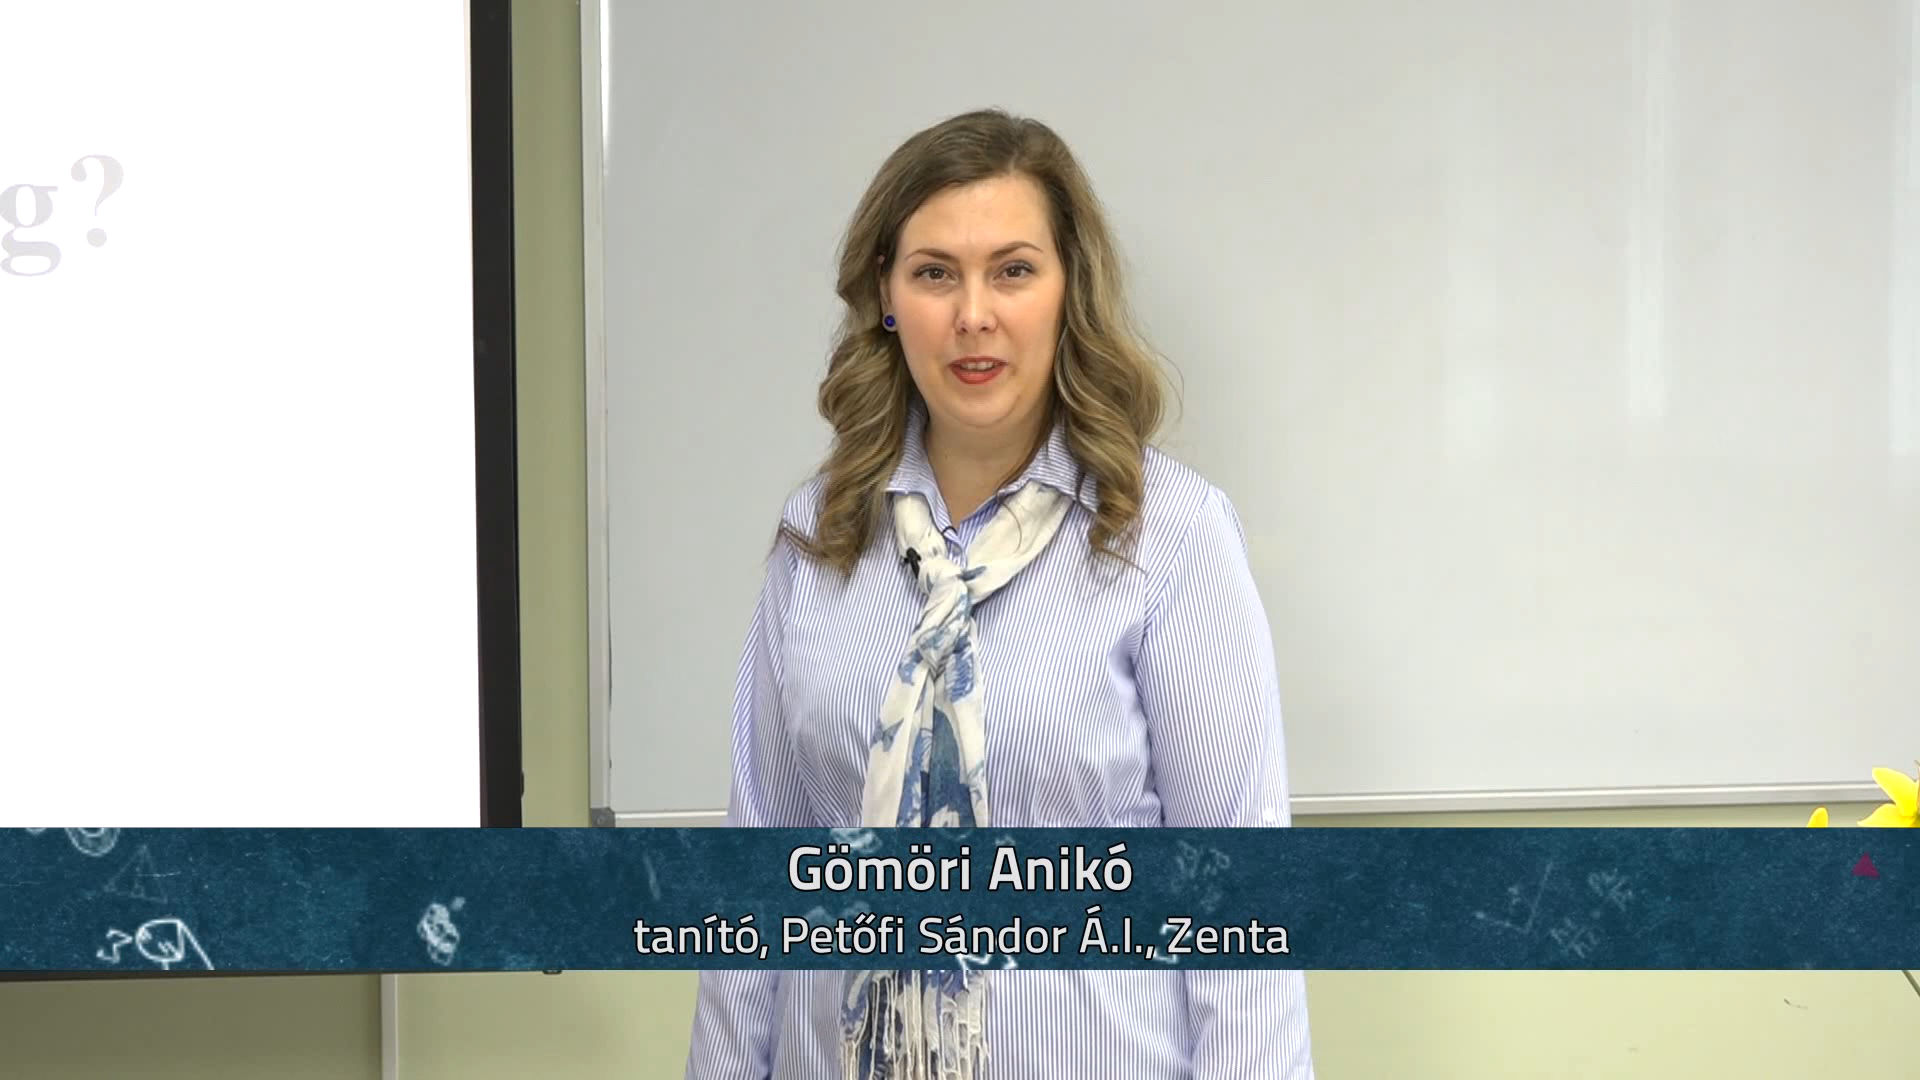 g?
Gömöri Anikó
tanító, Petőfi Sándor Á.I., Zenta